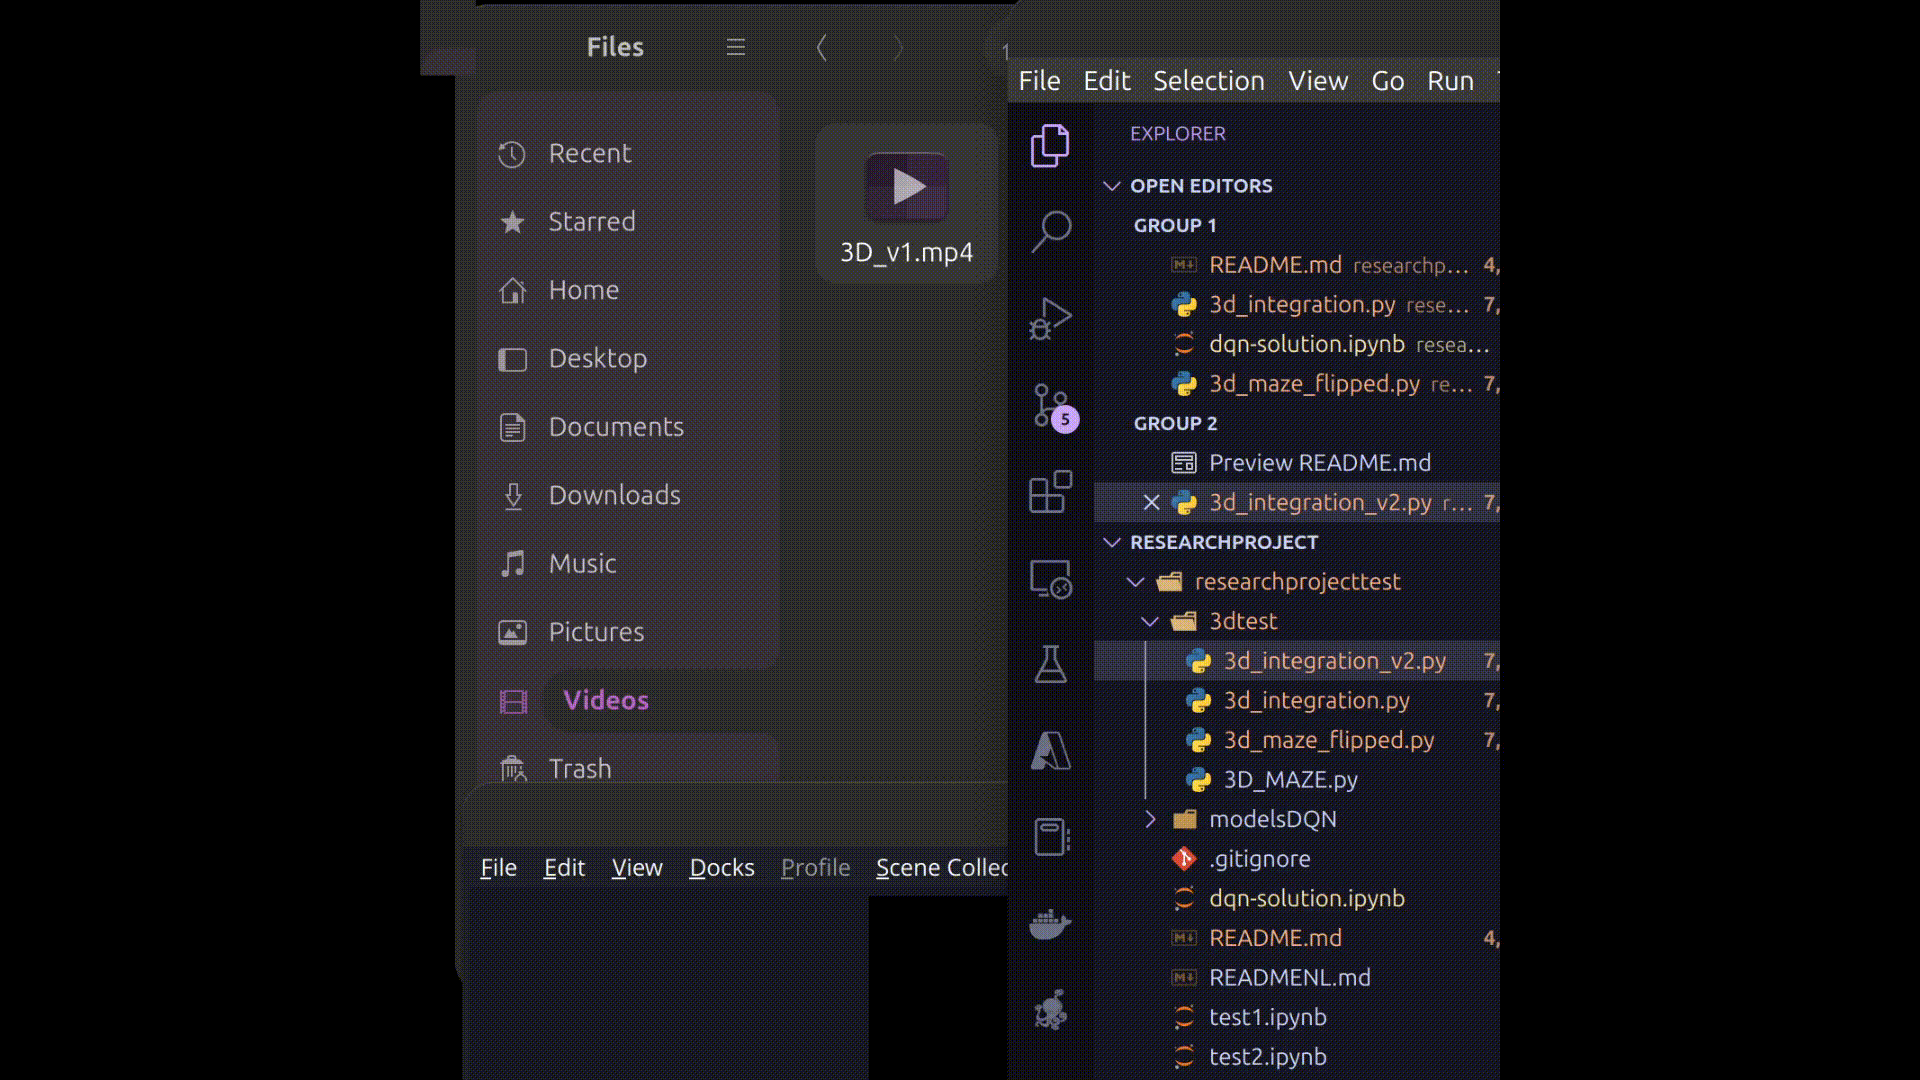 Files
Recent
Starred
Home
Desktop
Documents
Downloads
Music
Pictures
Videos
Trash
3D_v1.mp4
File Edit View Docks Profile Scene Collec
File Edit Selection View Go Run
EXPLORER
OPEN EDITORS
GROUP 1
README.md researchp... 4,
3d_integration.py rese... 7,
dqn-solution.ipynb resea...
3d_maze_flipped.py re... 7,
GROUP 2
Preview README.md
3d_integration_v2.py r... 7,
RESEARCHPROJECT
researchprojecttest
3dtest
3d_integration_v2.py 7,
3d_integration.py 7,
3d_maze_flipped.py 7,
3D_MAZE.py
modelsDQN
.gitignore
dqn-solution.ipynb
README.md 4,
READMENL.md
test1.ipynb
test2.ipynb
5